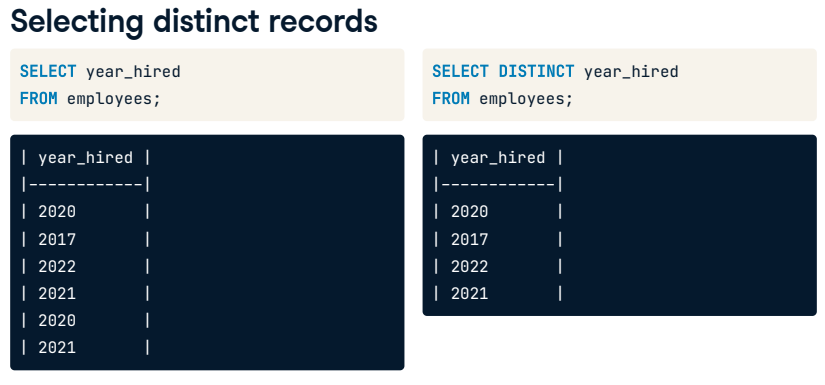 Selecting distinct records
SELECT year_hired
FROM employees;
| year_hired |
|------------|
| 2020       |
| 2017       |
| 2022       |
| 2021       |
| 2020       |
| 2021       |
SELECT DISTINCT year_hired
FROM employees;
| year_hired |
|------------|
| 2020       |
| 2017       |
| 2022       |
| 2021       |